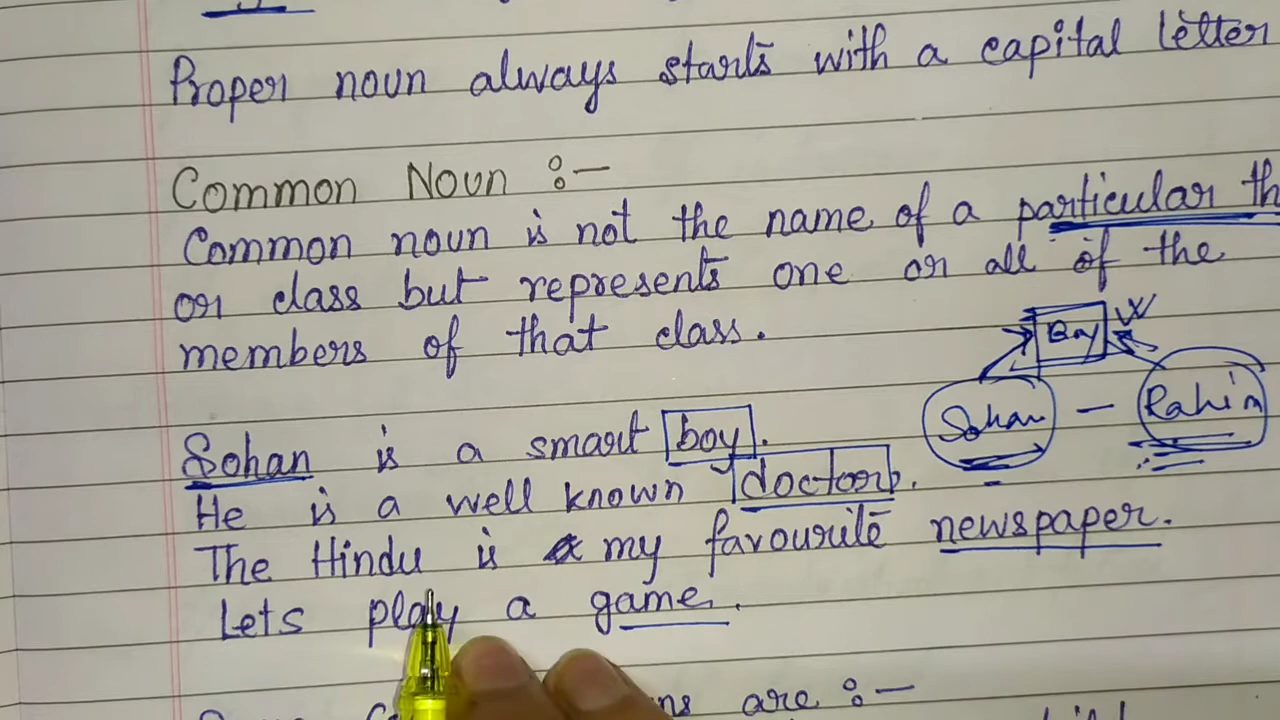 Proper noun always starts with a capital letter
Common Noun :-
Common noun is not the name of a particular th
or class but represents one or all of the
members of that class.
Boy
Sohan - Rahim
Sohan is a smart boy.
He is a well known doctor.
The Hindu is my favourite newspaper.
Lets play a game.
are :-